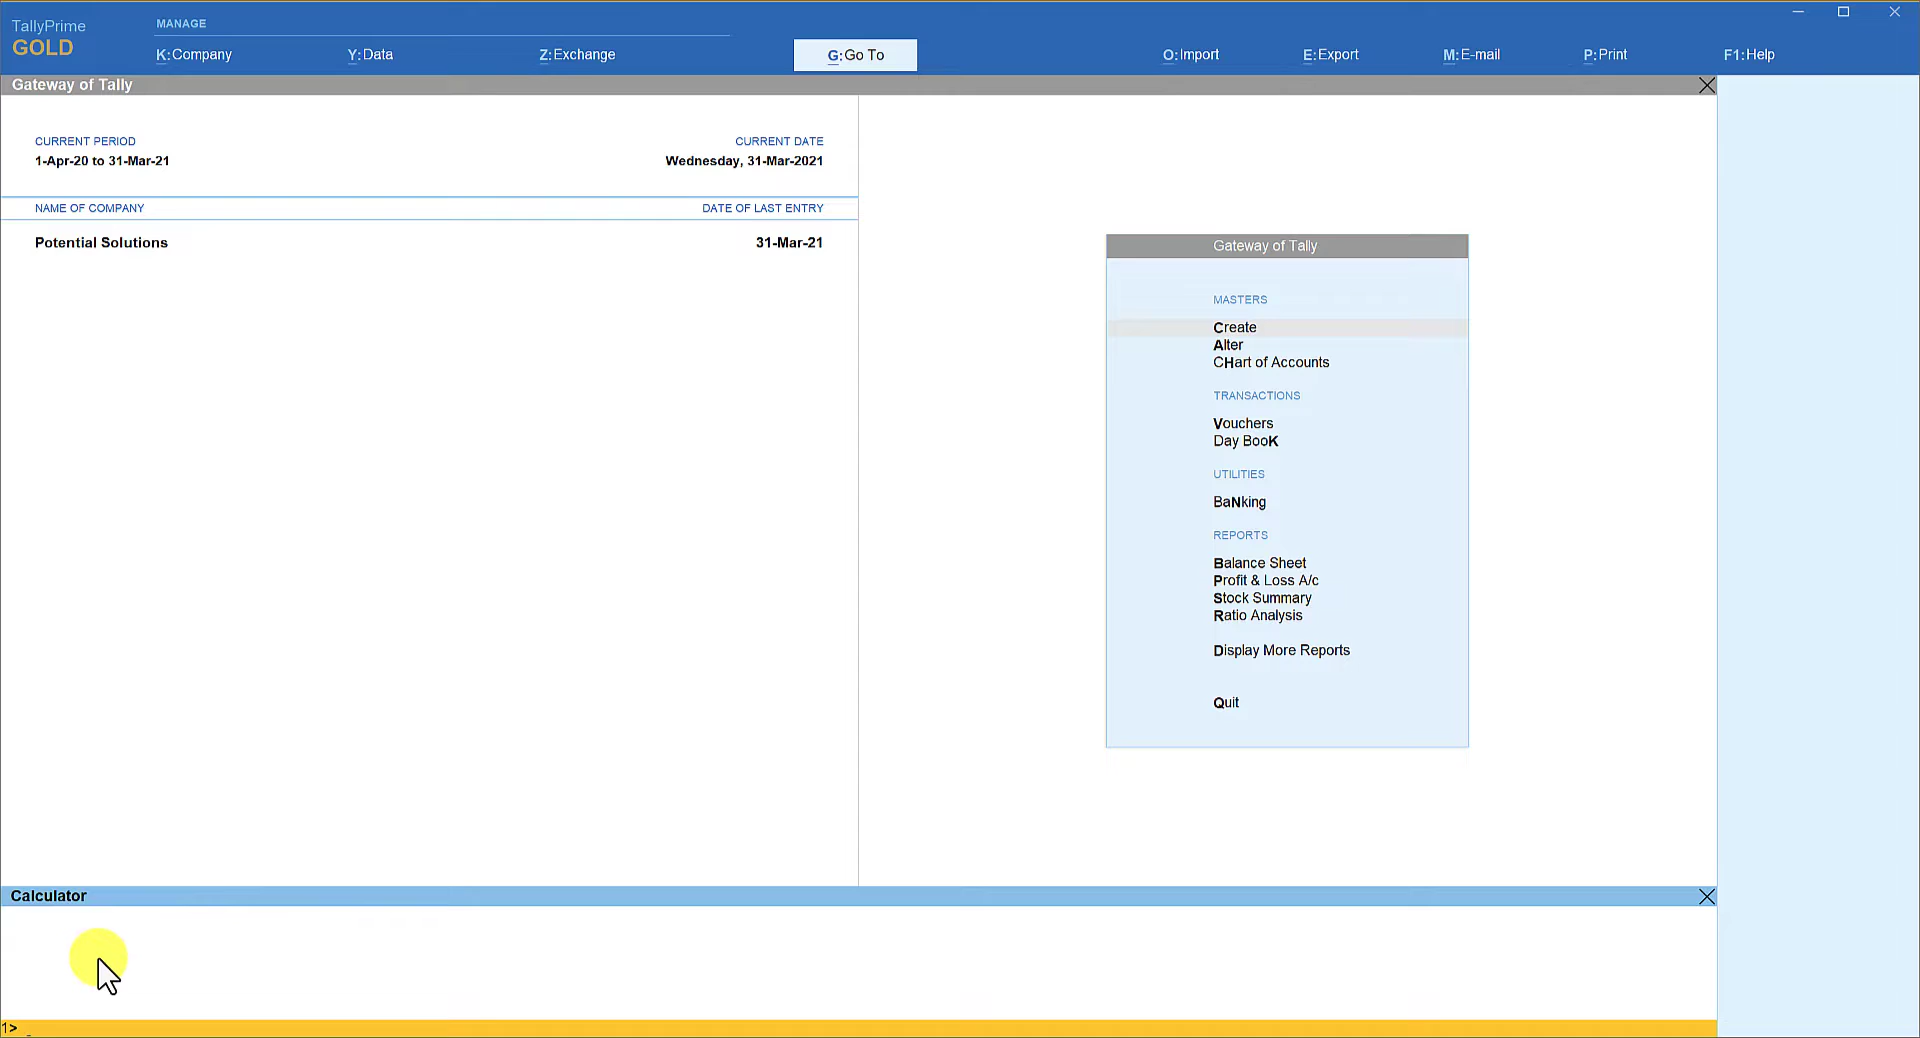 TallyPrime
GOLD
MANAGE
K:Company
Y:Data
Z:Exchange
G:Go To
O:Import
E:Export
M:E-mail
P:Print
F1:Help
Gateway of Tally
CURRENT PERIOD
CURRENT DATE
1-Apr-20 to 31-Mar-21
Wednesday, 31-Mar-2021
NAME OF COMPANY
DATE OF LAST ENTRY
Potential Solutions
31-Mar-21
Gateway of Tally
MASTERS
Create
Alter
CHart of Accounts
TRANSACTIONS
Vouchers
Day BooK
UTILITIES
BaNking
REPORTS
Balance Sheet
Profit & Loss A/c
Stock Summary
Ratio Analysis
Display More Reports
Quit
Calculator
1> _